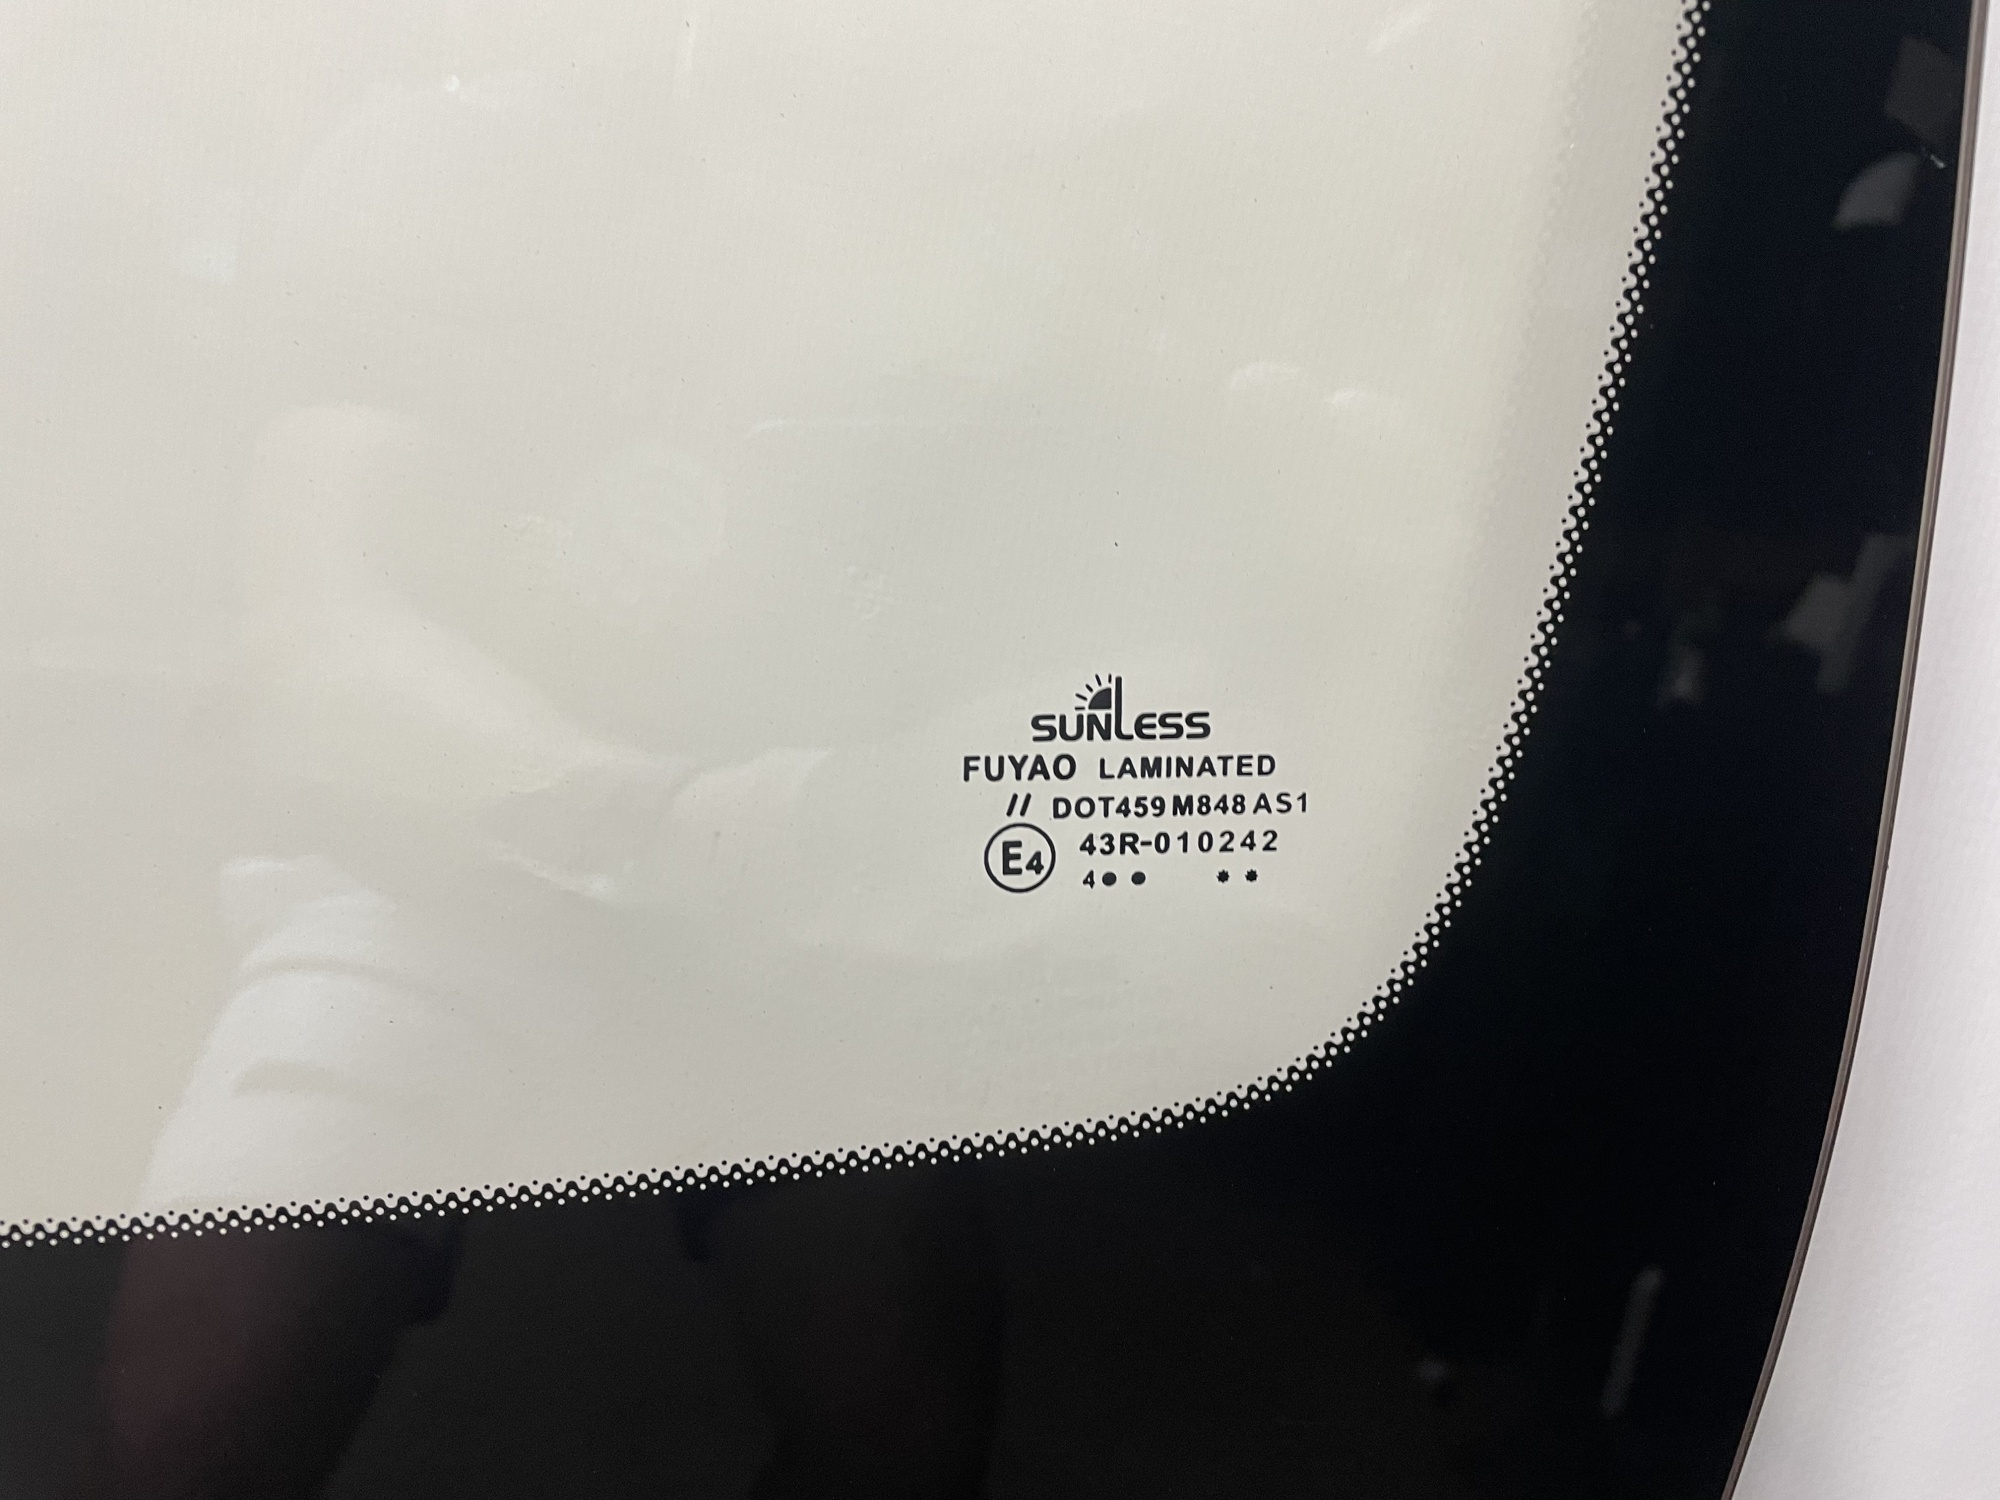 SUNLESS
FUYAO LAMINATED
// DOT459 M848 AS1
E4 43R-010242
4●● **